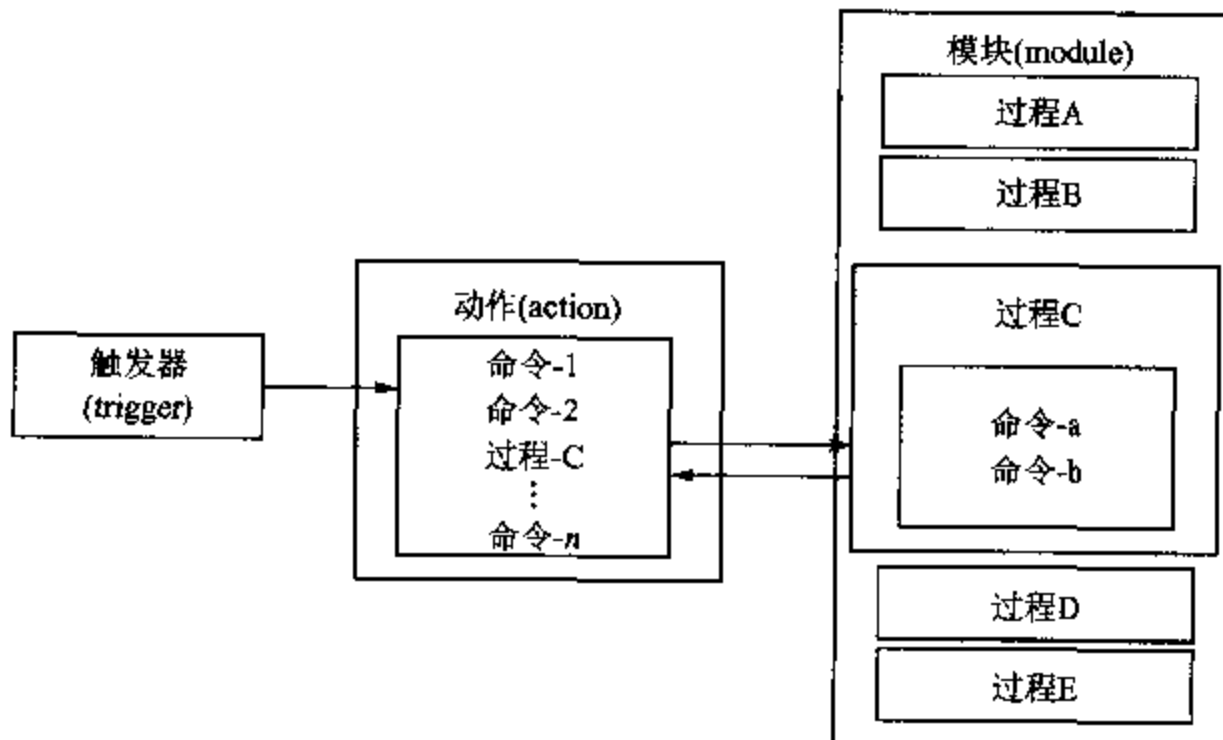 触发器
(trigger)
动作(action)
命令-1
命令-2
过程-C
⋮
命令-n
模块(module)
过程A
过程B
过程C
命令-a
命令-b
过程D
过程E